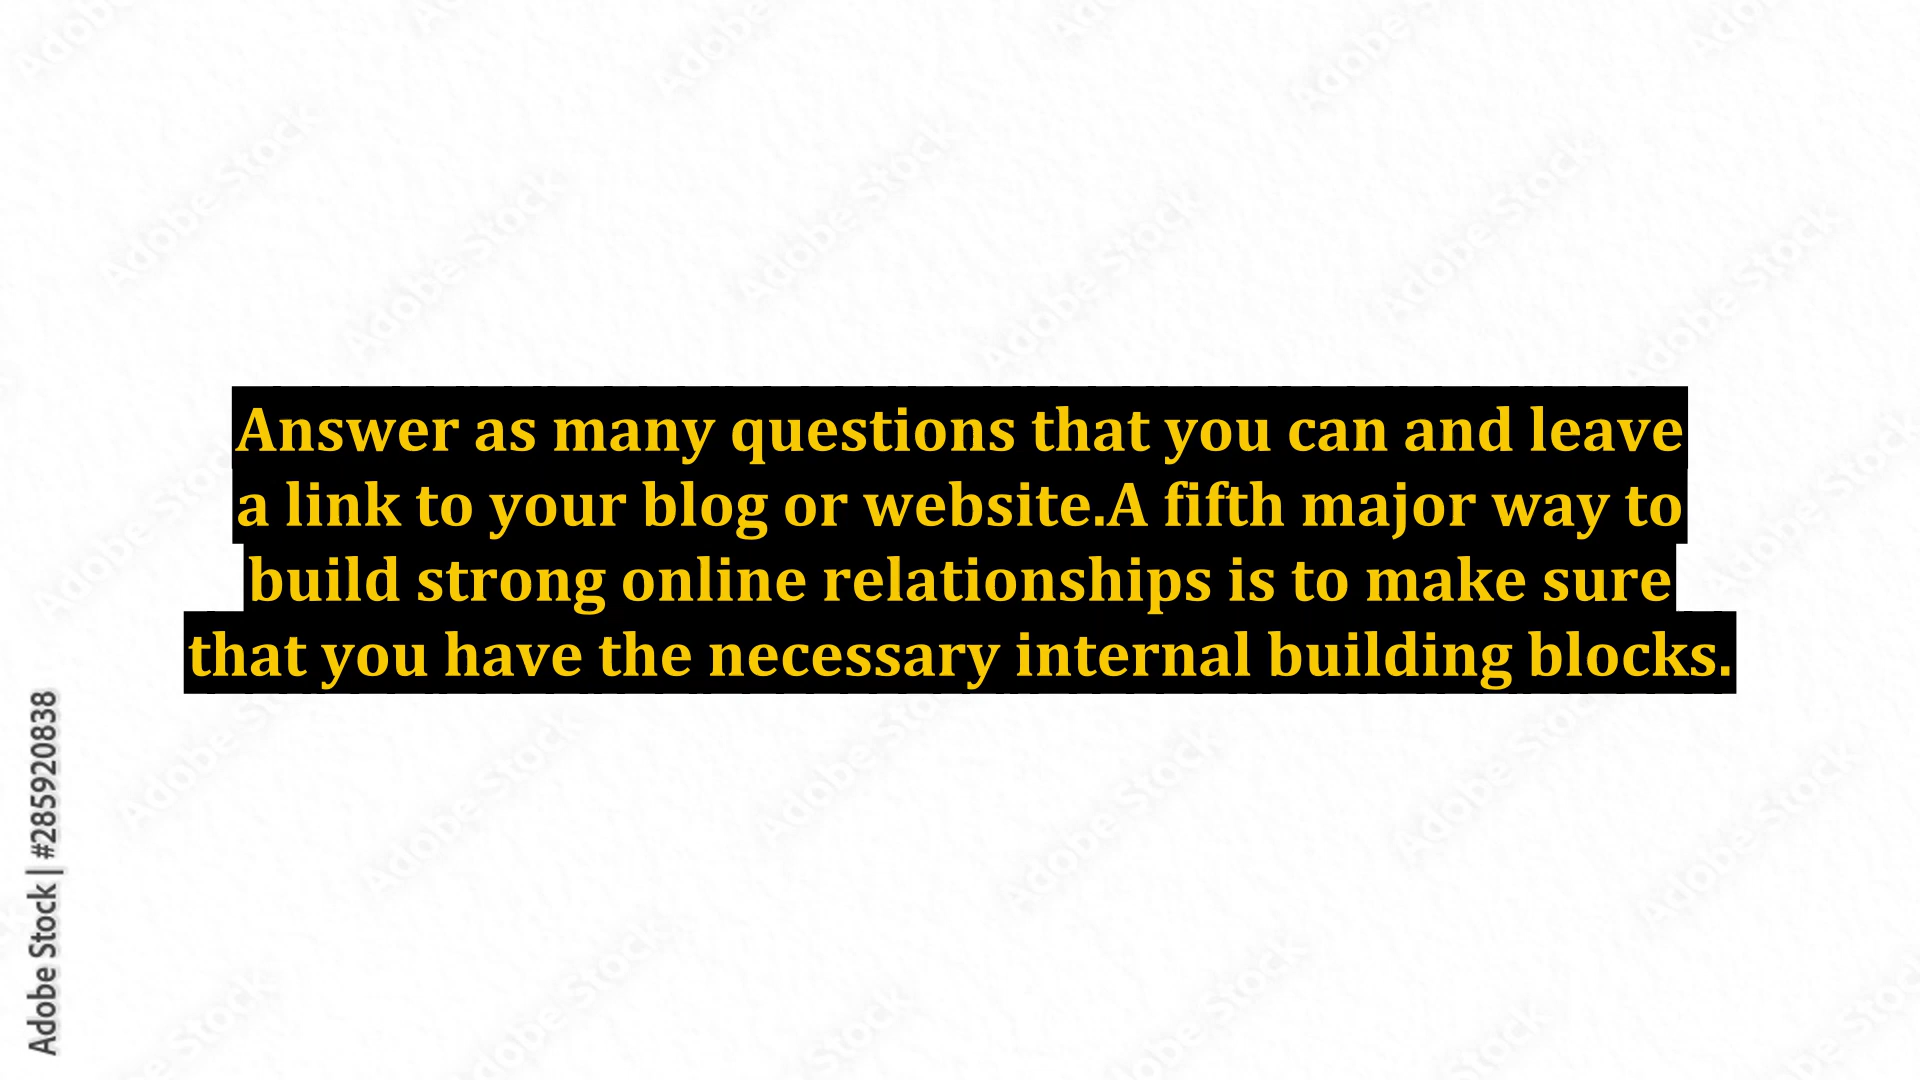 Answer as many questions that you can and leave
a link to your blog or website.A fifth major way to
build strong online relationships is to make sure
that you have the necessary internal building blocks.
Adobe Stock | #285920838